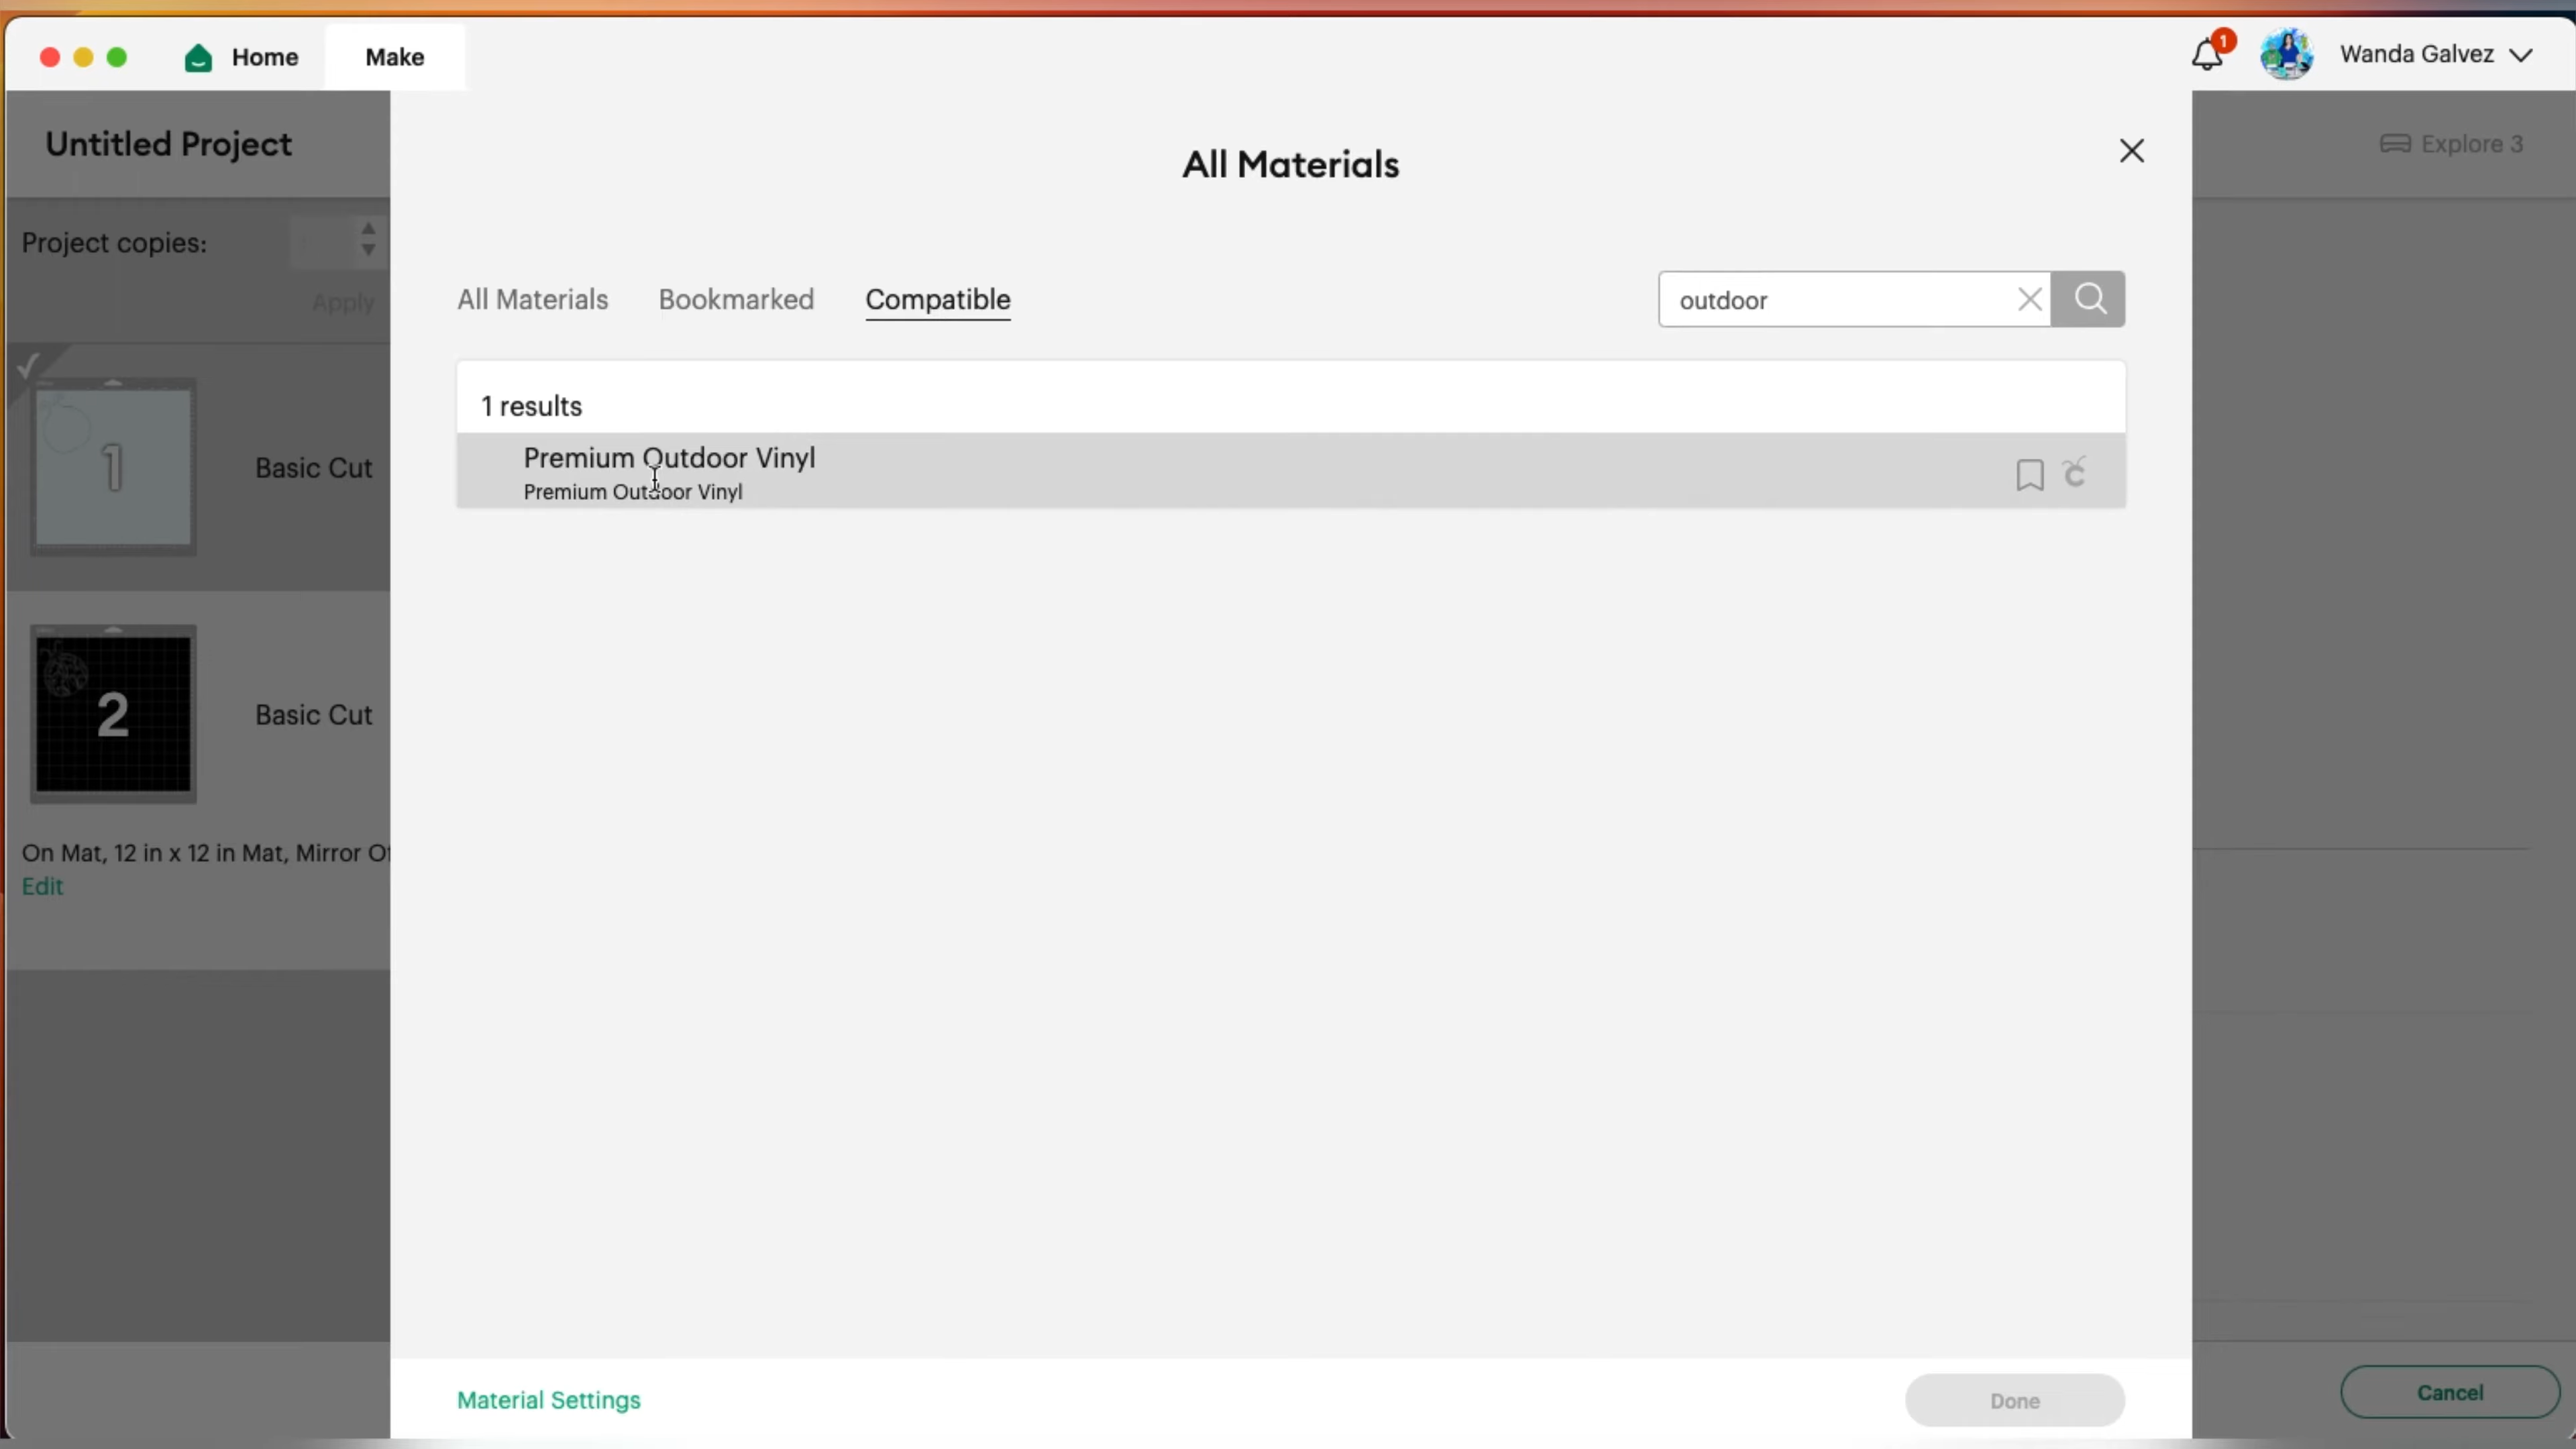 Home
Make
1
Wanda Galvez
Untitled Project
Explore 3
Project copies:
Apply
1
Basic Cut
2
Basic Cut
On Mat, 12 in x 12 in Mat, Mirror
Edit
All Materials
All Materials
Bookmarked
Compatible
outdoor
1 results
Premium Outdoor Vinyl
Premium Outdoor Vinyl
Material Settings
Done
Cancel